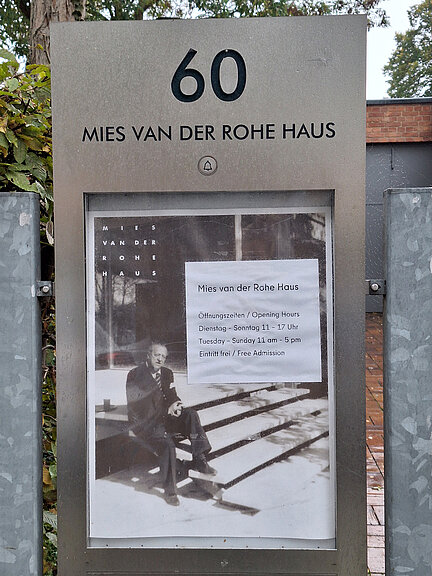 60
MIES VAN DER ROHE HAUS
MIES
VAN DER
ROHE
HAUS
Mies van der Rohe Haus
Öffnungszeiten / Opening Hours
Dienstag – Sonntag 11 – 17 Uhr
Tuesday – Sunday 11 am – 5 pm
Eintritt frei / Free Admission